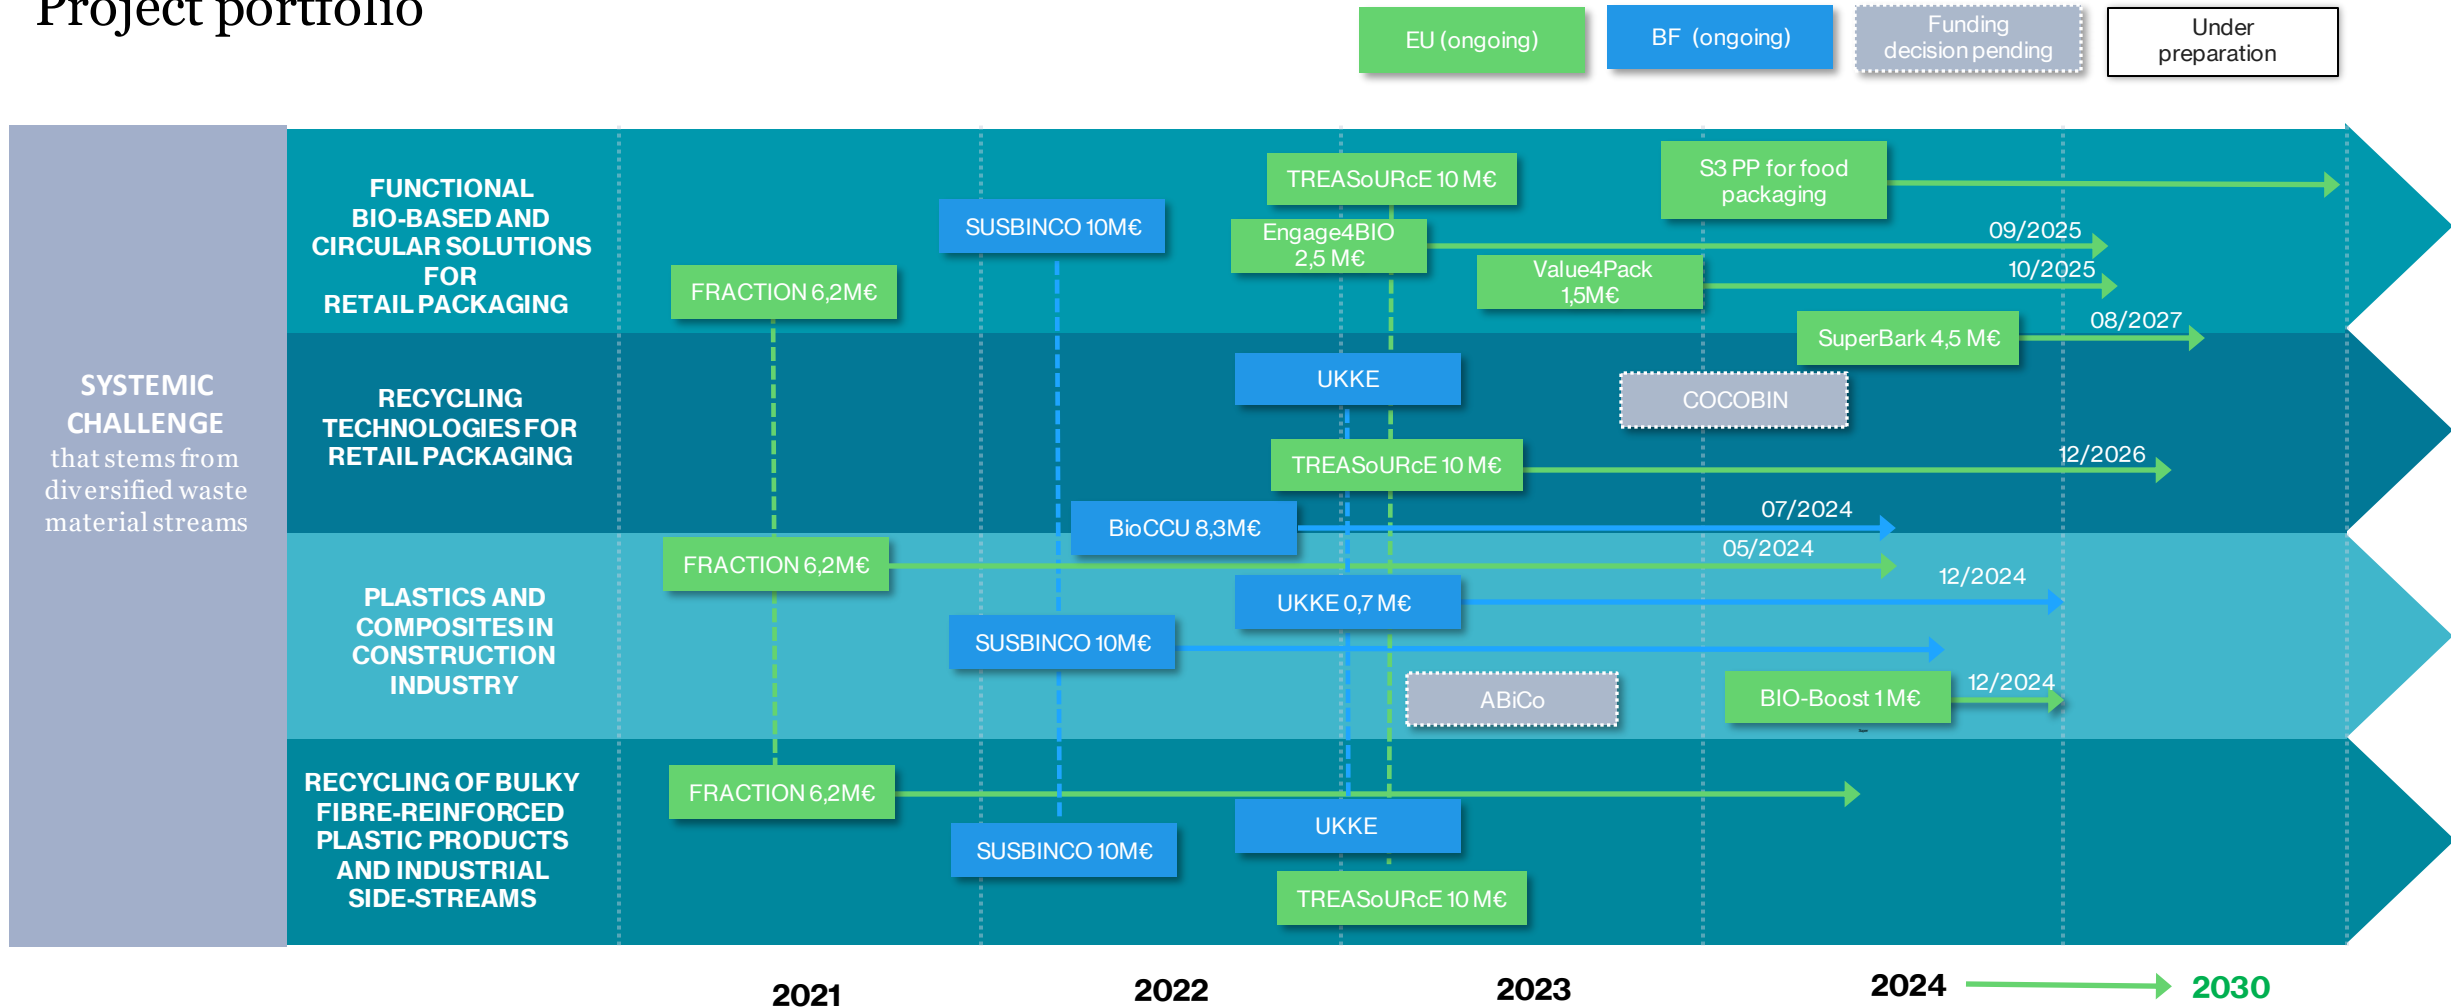 Project portfolio
EU (ongoing)
BF (ongoing)
Funding
decision pending
Under
preparation
SYSTEMIC
CHALLENGE
that stems from
diversified waste
material streams
FUNCTIONAL
BIO-BASED AND
CIRCULAR SOLUTIONS
FOR
RETAIL PACKAGING
TREASoURcE 10 M€
S3 PP for food
packaging
SUSBINCO 10M€
Engage4BIO
2,5 M€
09/2025
FRACTION 6,2M€
Value4Pack
1,5M€
10/2025
SuperBark 4,5 M€
08/2027
RECYCLING
TECHNOLOGIES FOR
RETAIL PACKAGING
UKKE
COCOBIN
TREASoURcE 10 M€
12/2026
BioCCU 8,3M€
07/2024
PLASTICS AND
COMPOSITES IN
CONSTRUCTION
INDUSTRY
FRACTION 6,2M€
05/2024
UKKE 0,7 M€
12/2024
SUSBINCO 10M€
ABiCo
BIO-Boost 1 M€
12/2024
RECYCLING OF BULKY
FIBRE-REINFORCED
PLASTIC PRODUCTS
AND INDUSTRIAL
SIDE-STREAMS
FRACTION 6,2M€
UKKE
SUSBINCO 10M€
TREASoURcE 10 M€
2021
2022
2023
2024
2030